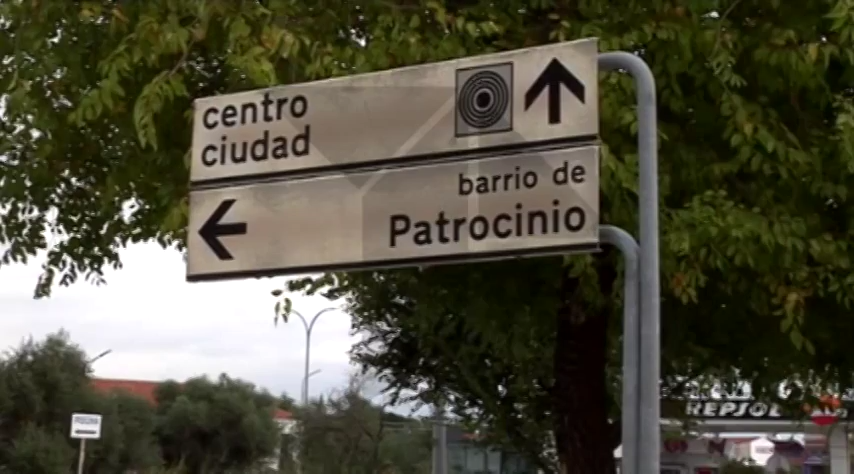 centro
ciudad
barrio de
Patrocinio
REPSOL